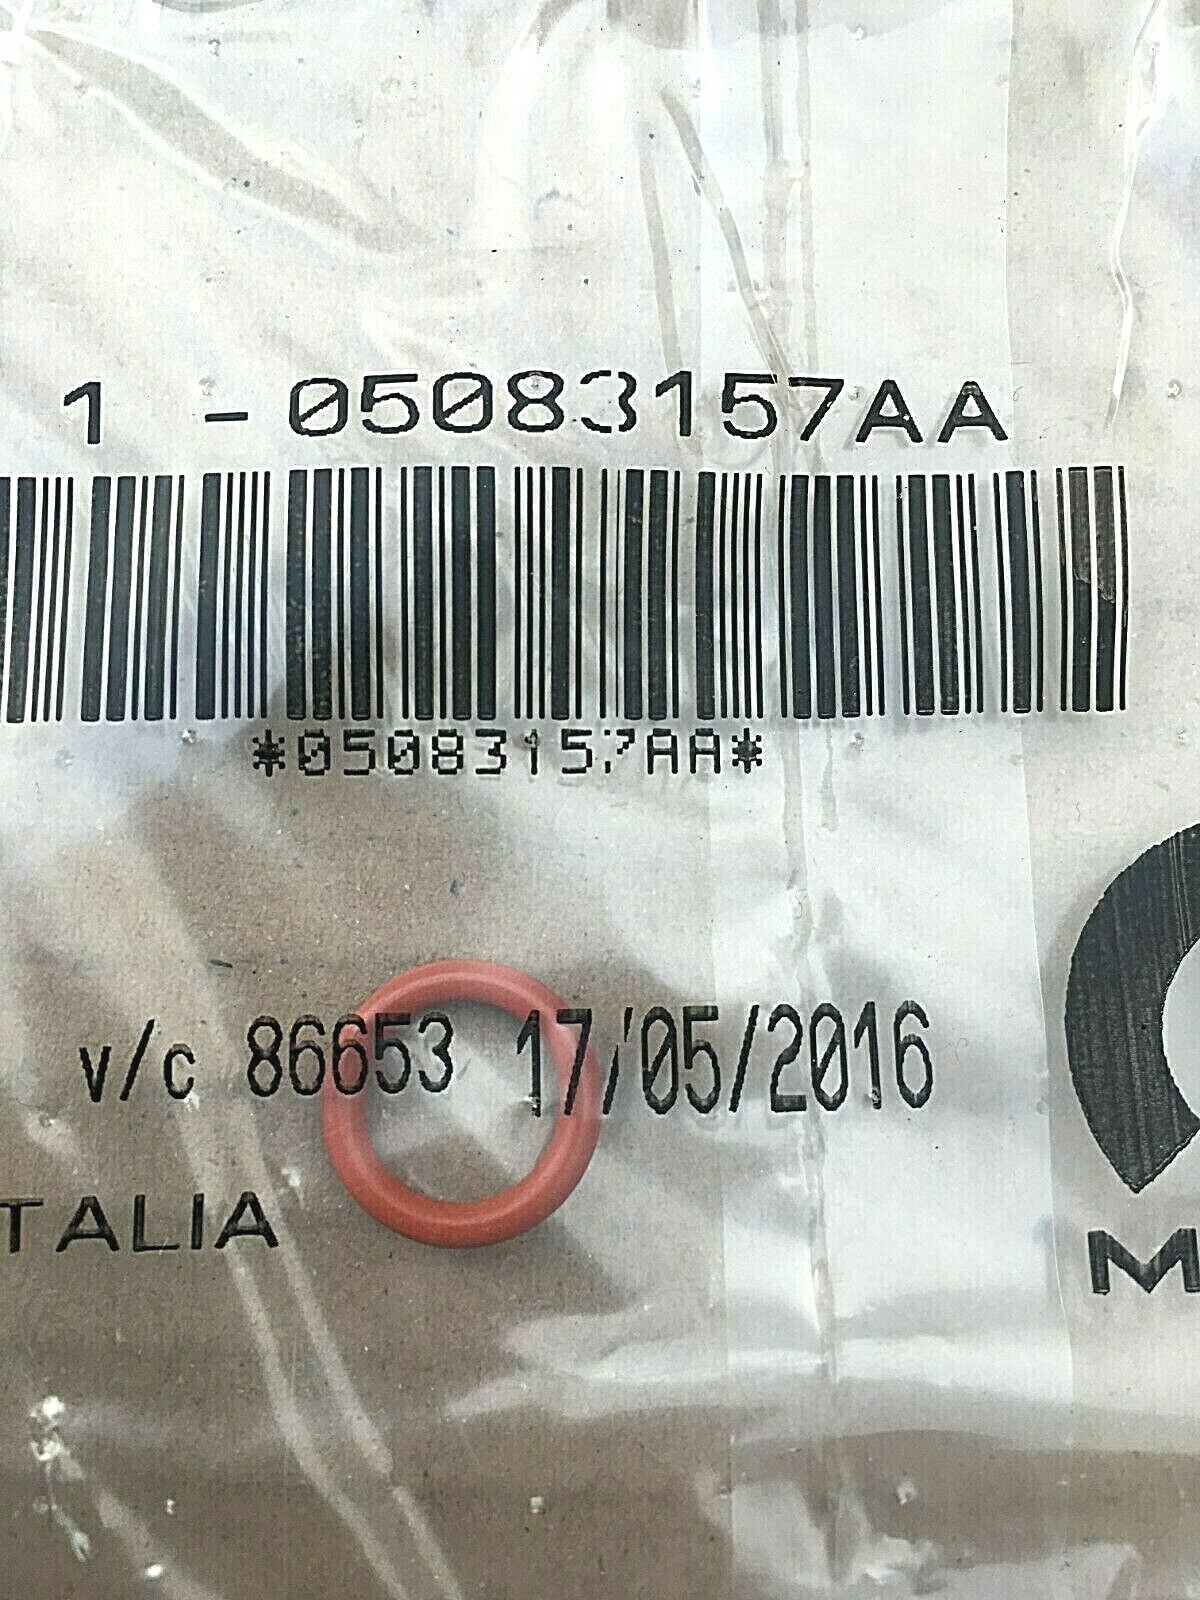 1 -05083157AA
*05083157AA*
v/c 86653 17/05/2016
TALIA
M